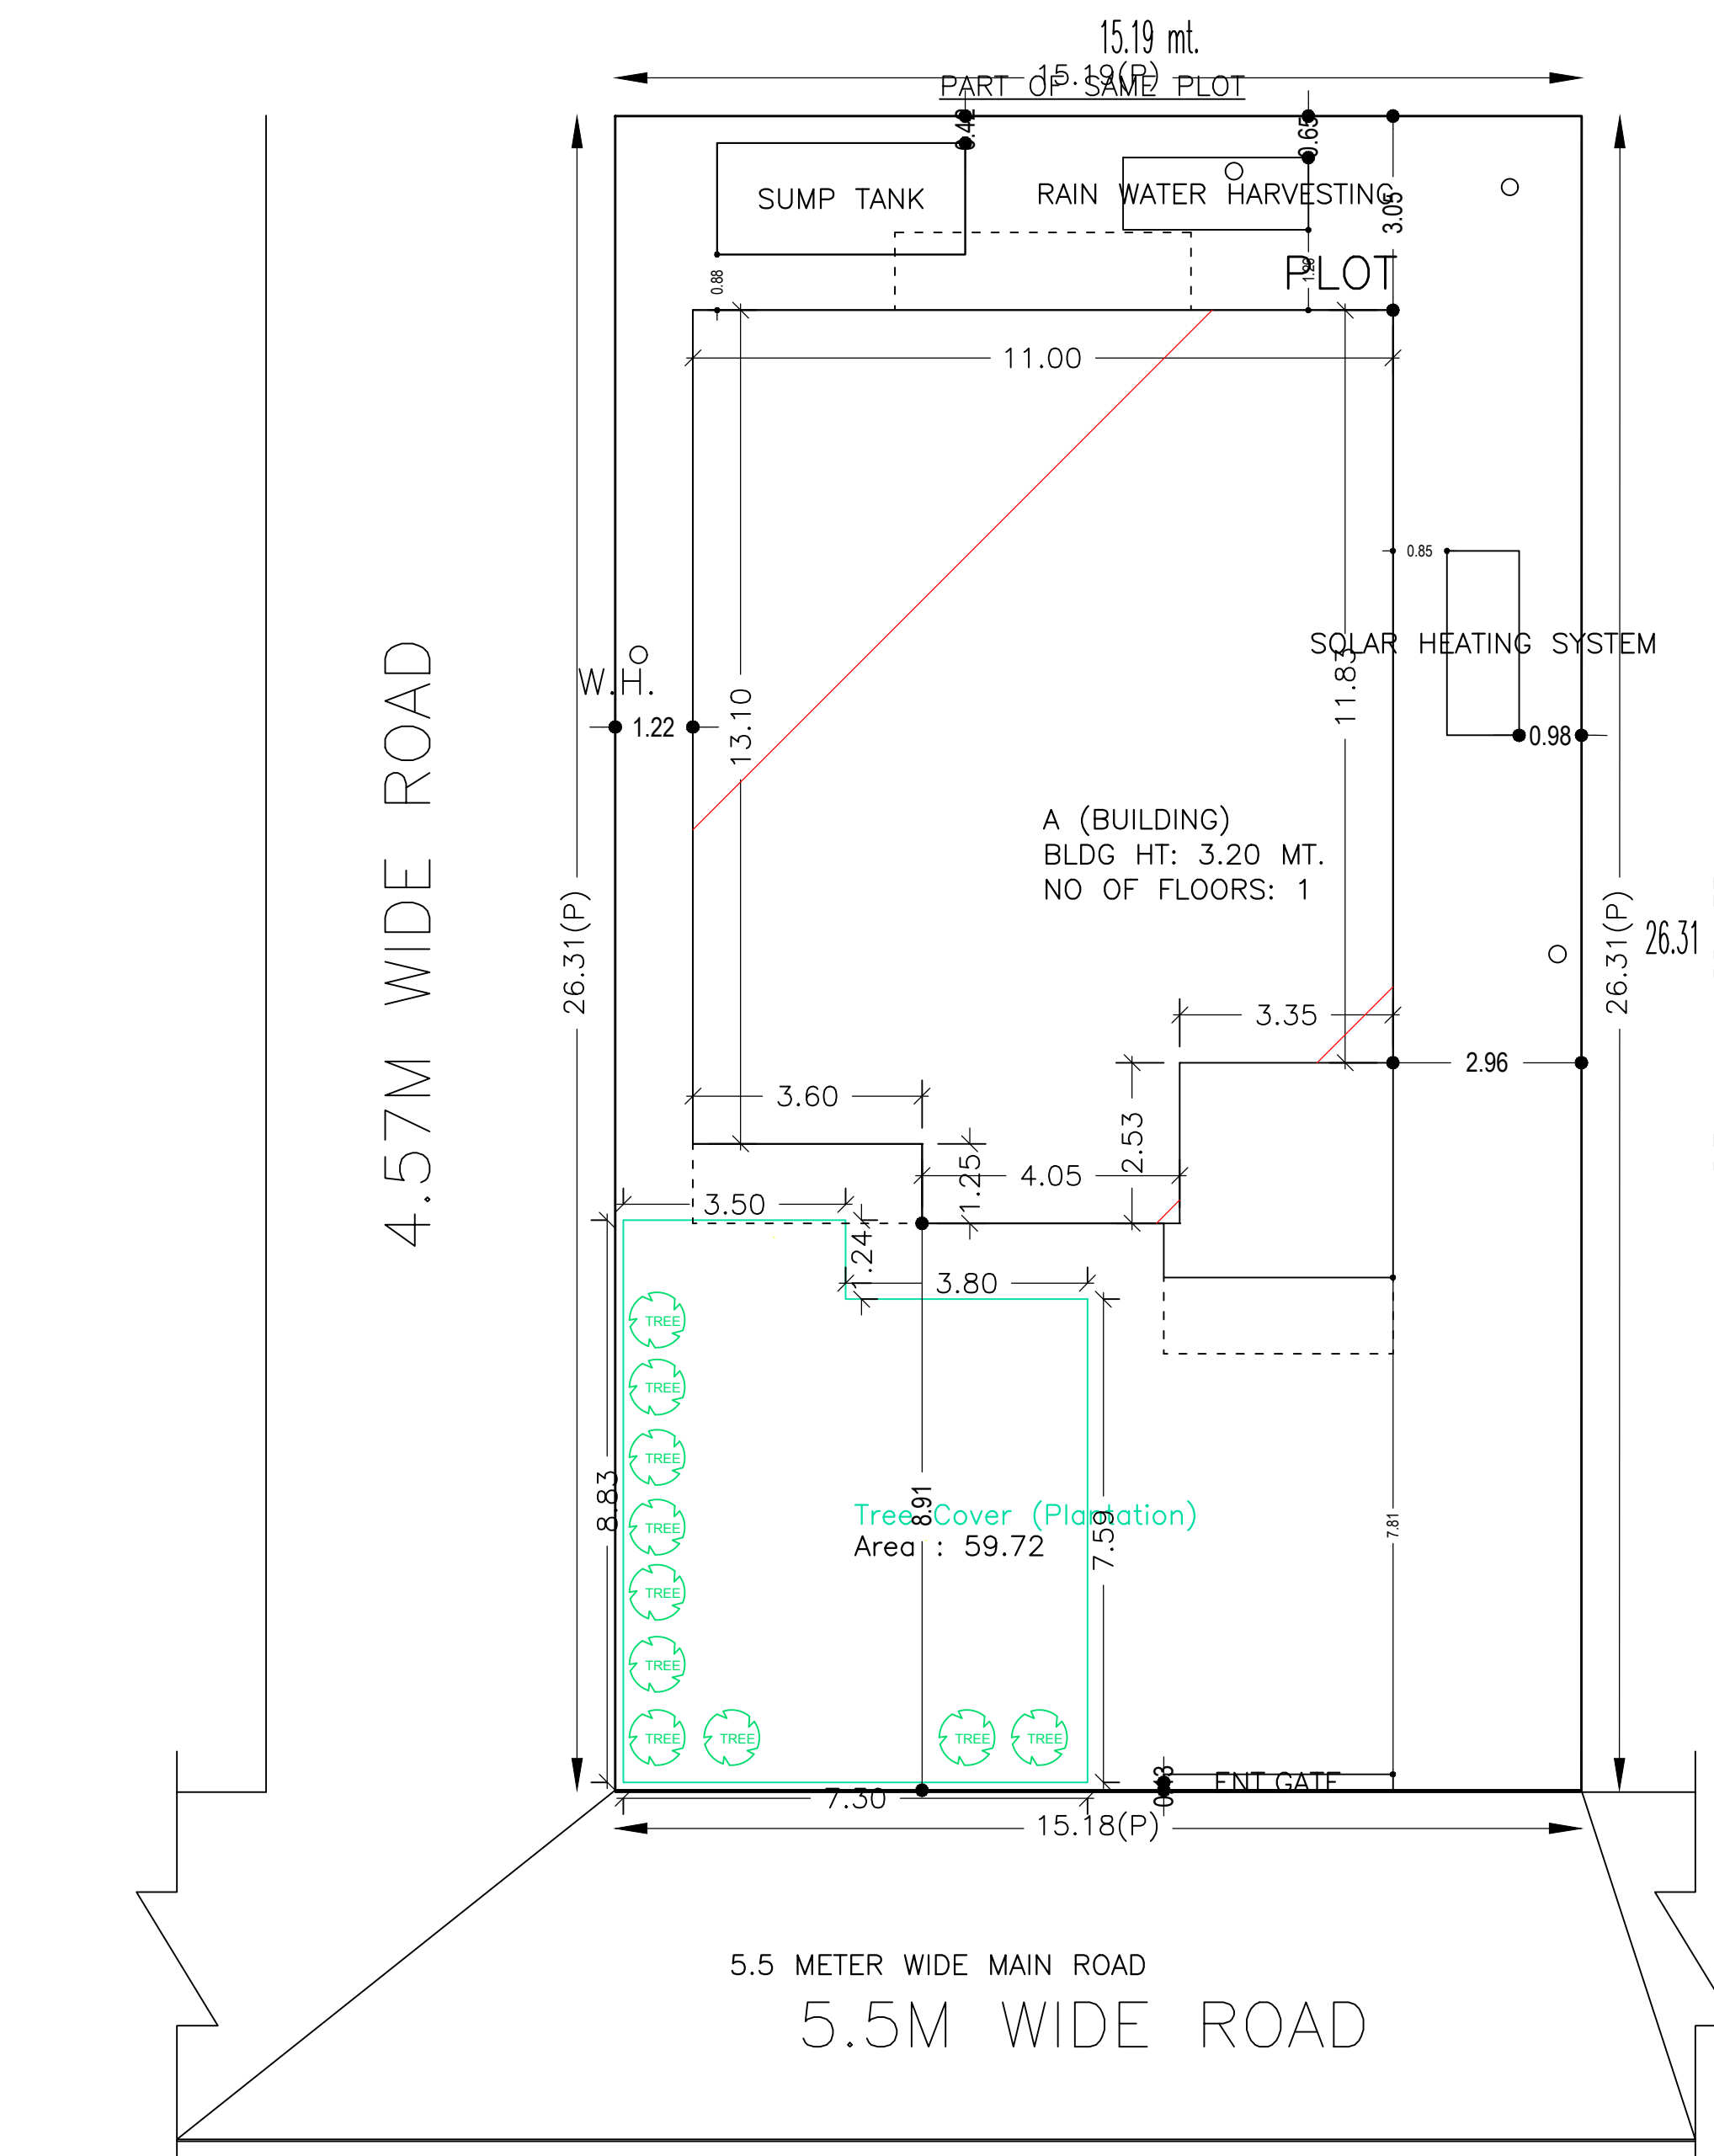 15.19 mt.
15.19(P)
PART OF SAME PLOT
0.42
0.65
SUMP TANK
RAIN WATER HARVESTING
3.05
0.88
1.26
PLOT
11.00
0.85
SOLAR HEATING SYSTEM
11.83
W.H.
1.22
13.10
0.98
4.57M WIDE ROAD
A (BUILDING)
BLDG HT: 3.20 MT.
NO OF FLOORS: 1
26.31(P)
26.31(P)
26.31
3.35
2.96
3.60
2.53
4.05
1.25
3.50
1.24
3.80
TREE
TREE
TREE
8.83
8.91
Tree Cover (Plantation)
Area : 59.72
7.59
7.81
TREE
TREE
TREE
TREE
TREE
TREE
TREE
ENT.GATE
7.30
15.18(P)
5.5 METER WIDE MAIN ROAD
5.5M WIDE ROAD